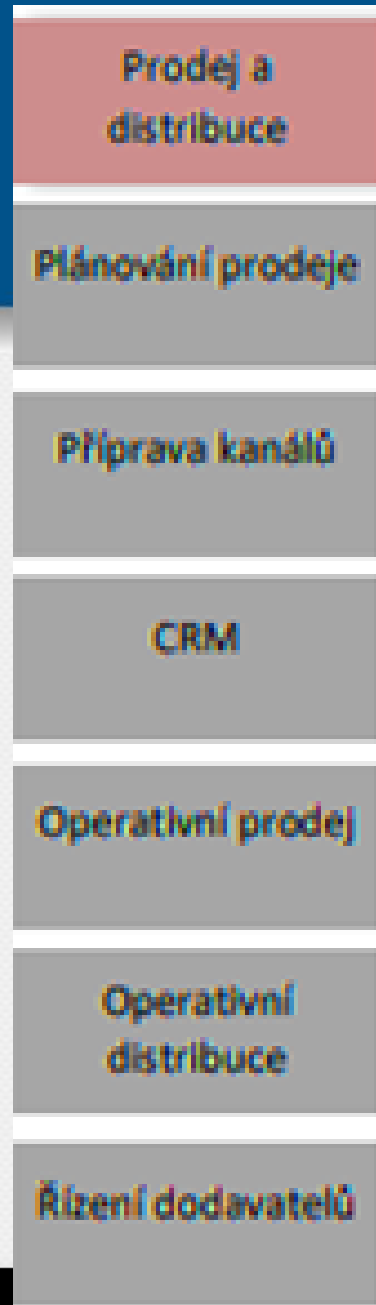 Prodej a
distribuce
Plánování prodeje
Příprava kanálů
CRM
Operativní prodej
Operativní
distribuce
Řízení dodavatelů